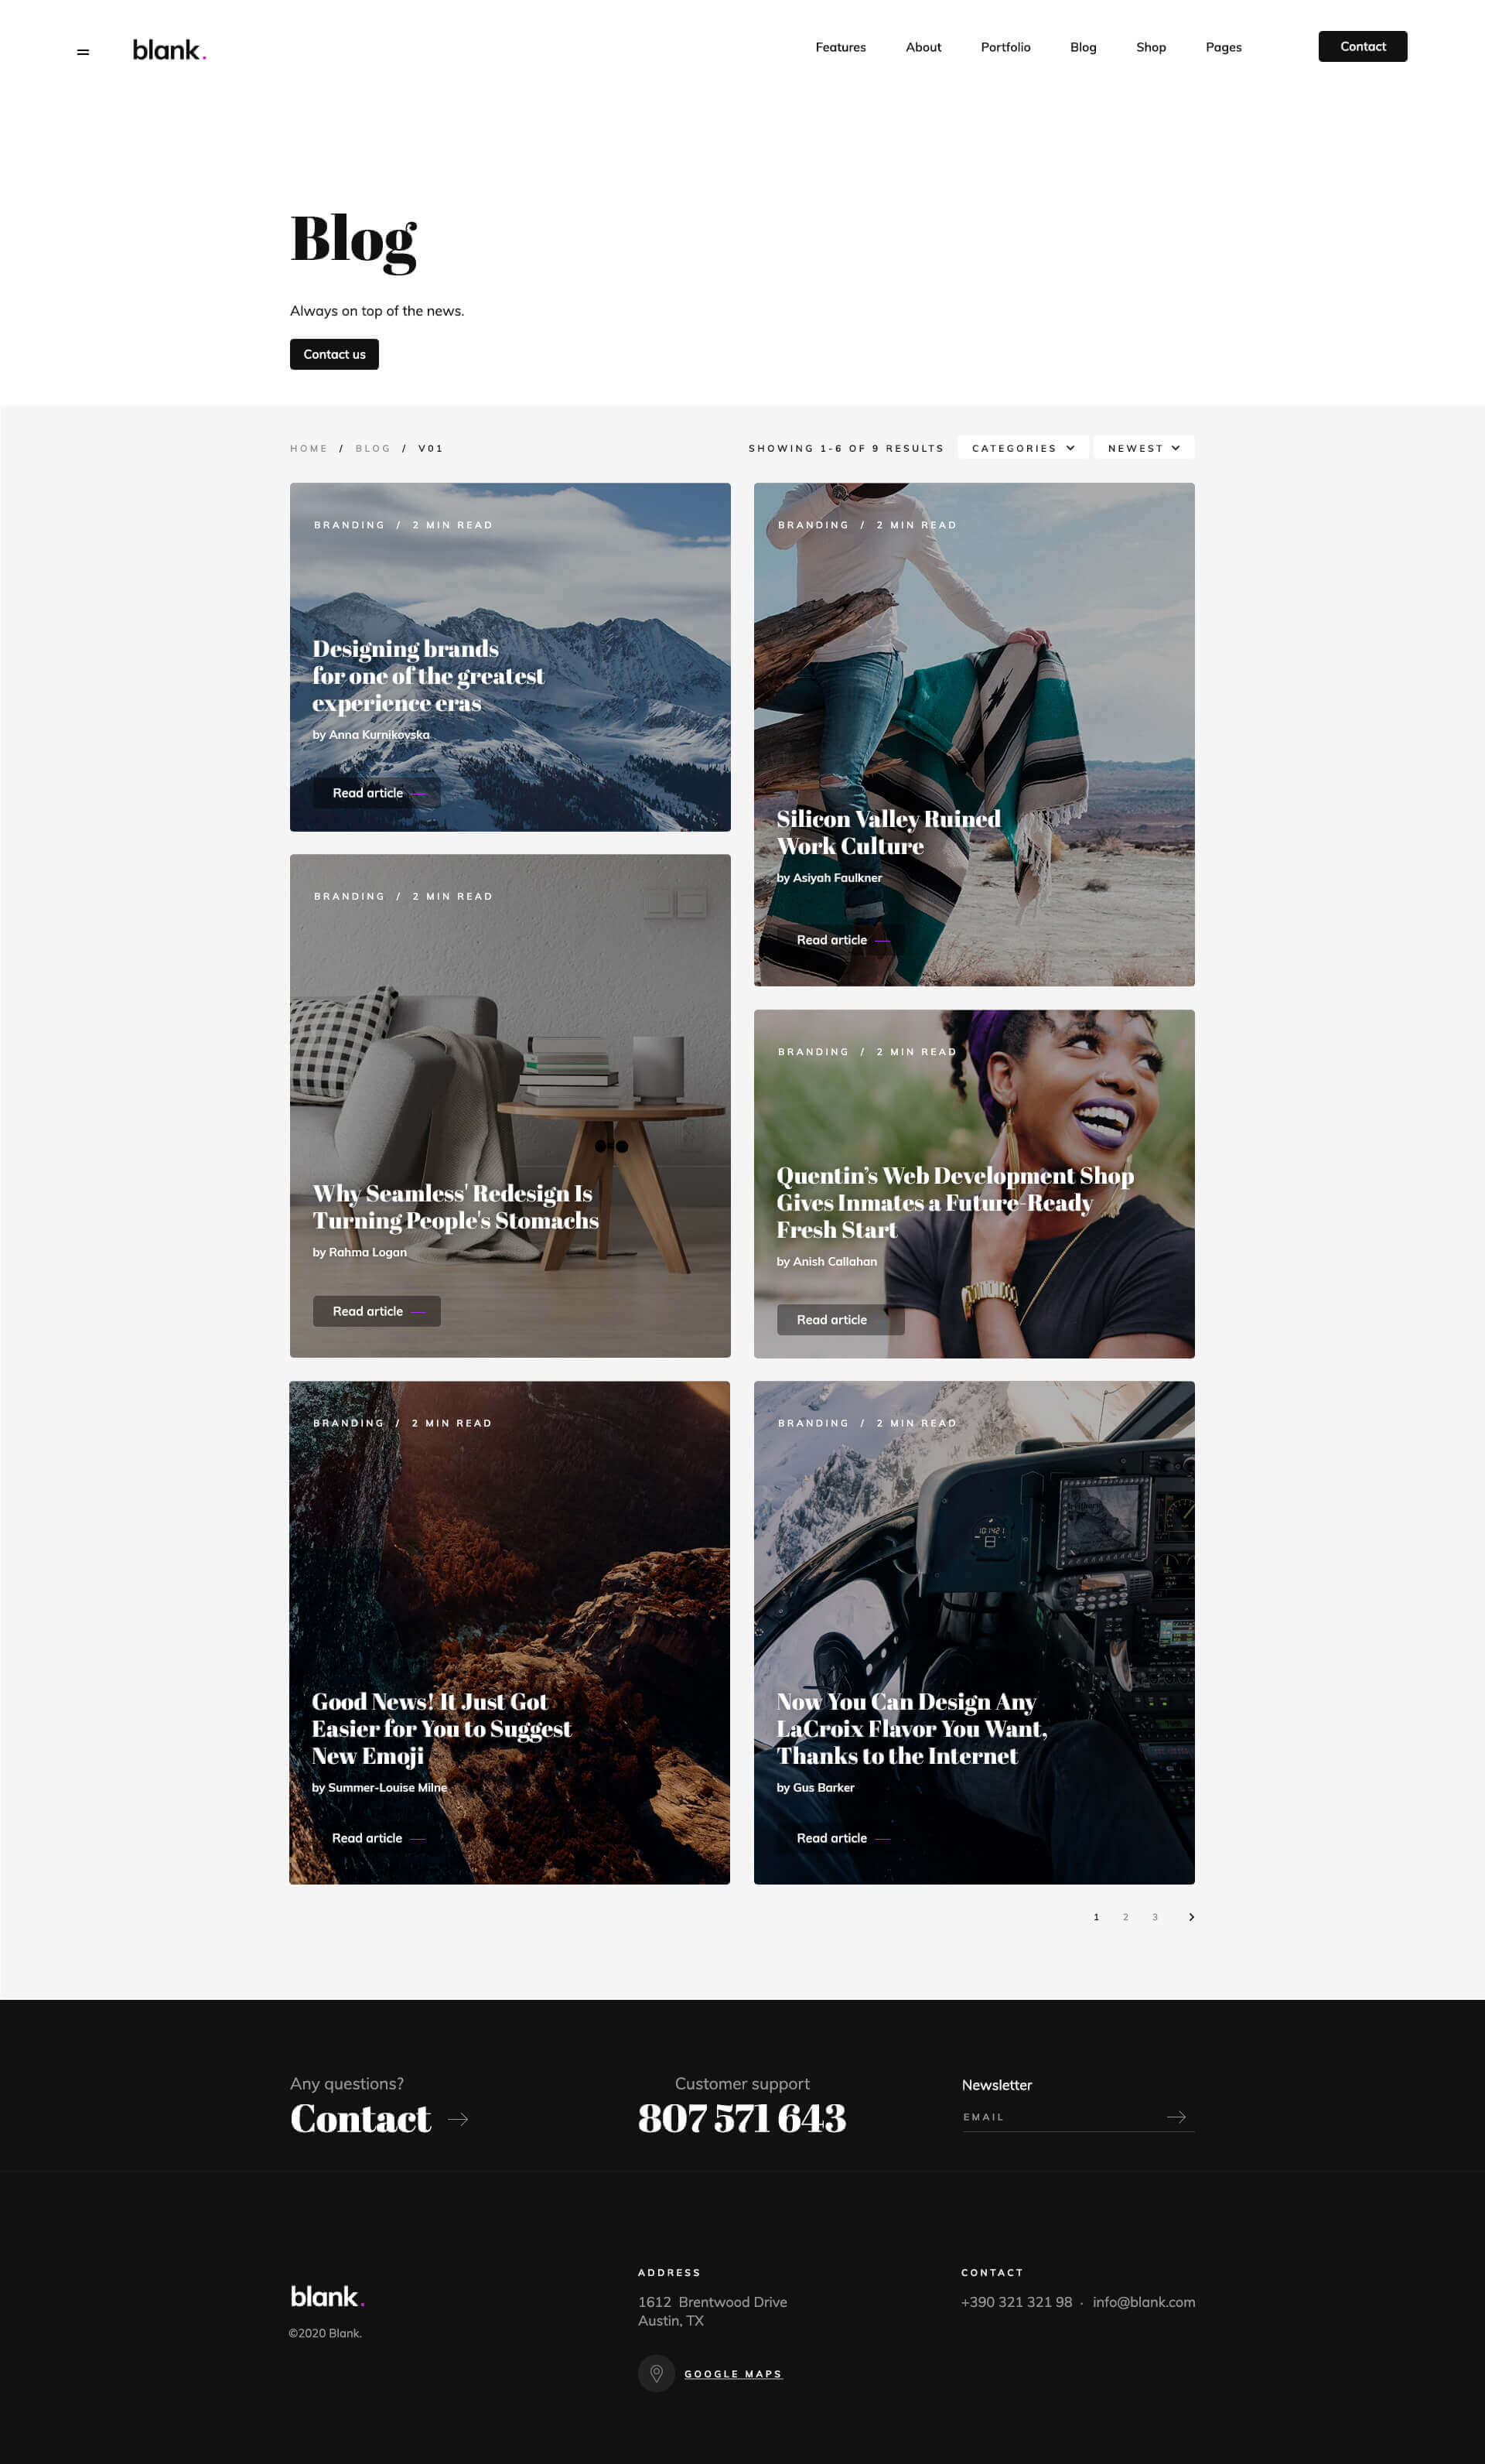 blank.
Features About Portfolio Blog Shop Pages Contact
Blog
Always on top of the news.
Contact us
HOME / BLOG / V01
SHOWING 1-6 OF 9 RESULTS CATEGORIES NEWEST
BRANDING / 2 MIN READ
Designing brands
for one of the greatest
experience eras
by Anna Kurnikovska
Read article
BRANDING / 2 MIN READ
Silicon Valley Ruined
Work Culture
by Asiyah Faulkner
Read article
BRANDING / 2 MIN READ
Why Seamless' Redesign Is
Turning People's Stomachs
by Rahma Logan
Read article
BRANDING / 2 MIN READ
Quentin’s Web Development Shop
Gives Inmates a Future-Ready
Fresh Start
by Anish Callahan
Read article
BRANDING / 2 MIN READ
Good News! It Just Got
Easier for You to Suggest
New Emoji
by Summer-Louise Milne
Read article
BRANDING / 2 MIN READ
Now You Can Design Any
LaCroix Flavor You Want,
Thanks to the Internet
by Gus Barker
Read article
1 2 3
Any questions?
Contact
Customer support
807 571 643
Newsletter
EMAIL
blank.
©2020 Blank.
ADDRESS
1612 Brentwood Drive
Austin, TX
GOOGLE MAPS
CONTACT
+390 321 321 98 · info@blank.com